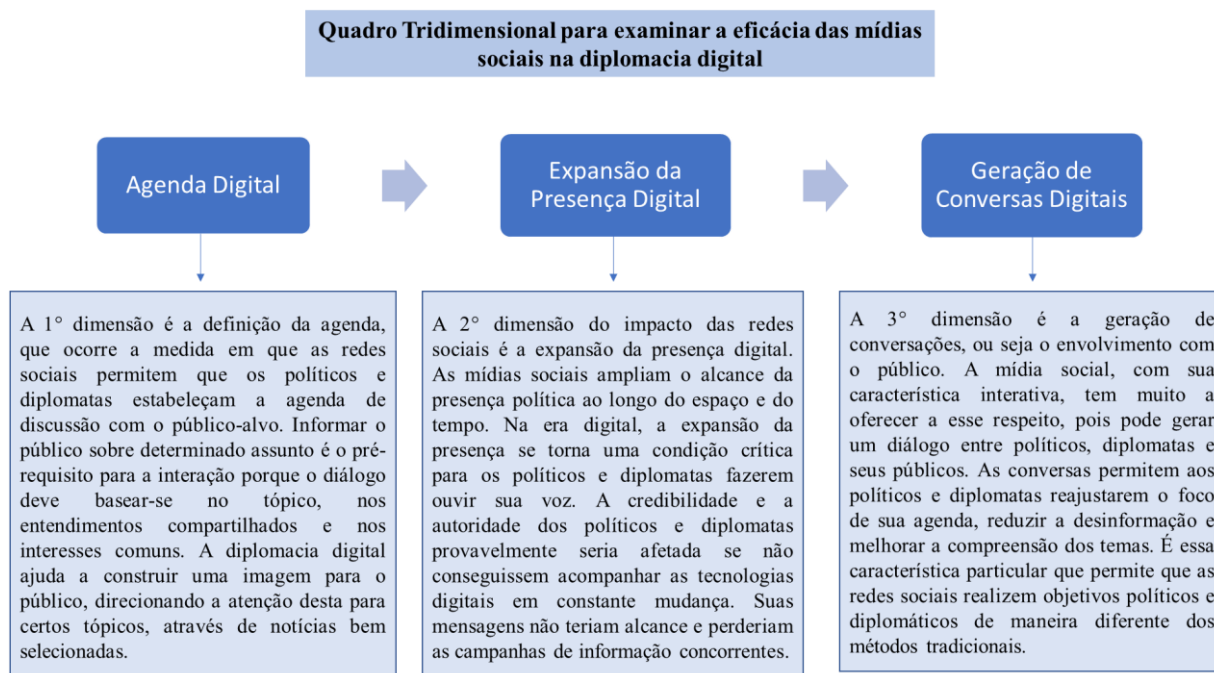 Quadro Tridimensional para examinar a eficácia das mídias
sociais na diplomacia digital
Agenda Digital
Expansão da
Presença Digital
Geração de
Conversas Digitais
A 1° dimensão é a definição da agenda,
que ocorre a medida em que as redes
sociais permitem que os políticos e
diplomatas estabeleçam a agenda de
discussão com o público-alvo. Informar o
público sobre determinado assunto é o pré-
requisito para a interação porque o diálogo
deve basear-se no tópico, nos
entendimentos compartilhados e nos
interesses comuns. A diplomacia digital
ajuda a construir uma imagem para o
público, direcionando a atenção desta para
certos tópicos, através de notícias bem
selecionadas.
A 2° dimensão do impacto das redes
sociais é a expansão da presença digital.
As mídias sociais ampliam o alcance da
presença política ao longo do espaço e do
tempo. Na era digital, a expansão da
presença se torna uma condição crítica
para os políticos e diplomatas fazerem
ouvir sua voz. A credibilidade e a
autoridade dos políticos e diplomatas
provavelmente seria afetada se não
conseguissem acompanhar as tecnologias
digitais em constante mudança. Suas
mensagens não teriam alcance e perderiam
as campanhas de informação concorrentes.
A 3° dimensão é a geração de
conversações, ou seja o envolvimento com
o público. A mídia social, com sua
característica interativa, tem muito a
oferecer a esse respeito, pois pode gerar
um diálogo entre políticos, diplomatas e
seus públicos. As conversas permitem aos
políticos e diplomatas reajustarem o foco
de sua agenda, reduzir a desinformação e
melhorar a compreensão dos temas. É essa
característica particular que permite que as
redes sociais realizem objetivos políticos e
diplomáticos de maneira diferente dos
métodos tradicionais.